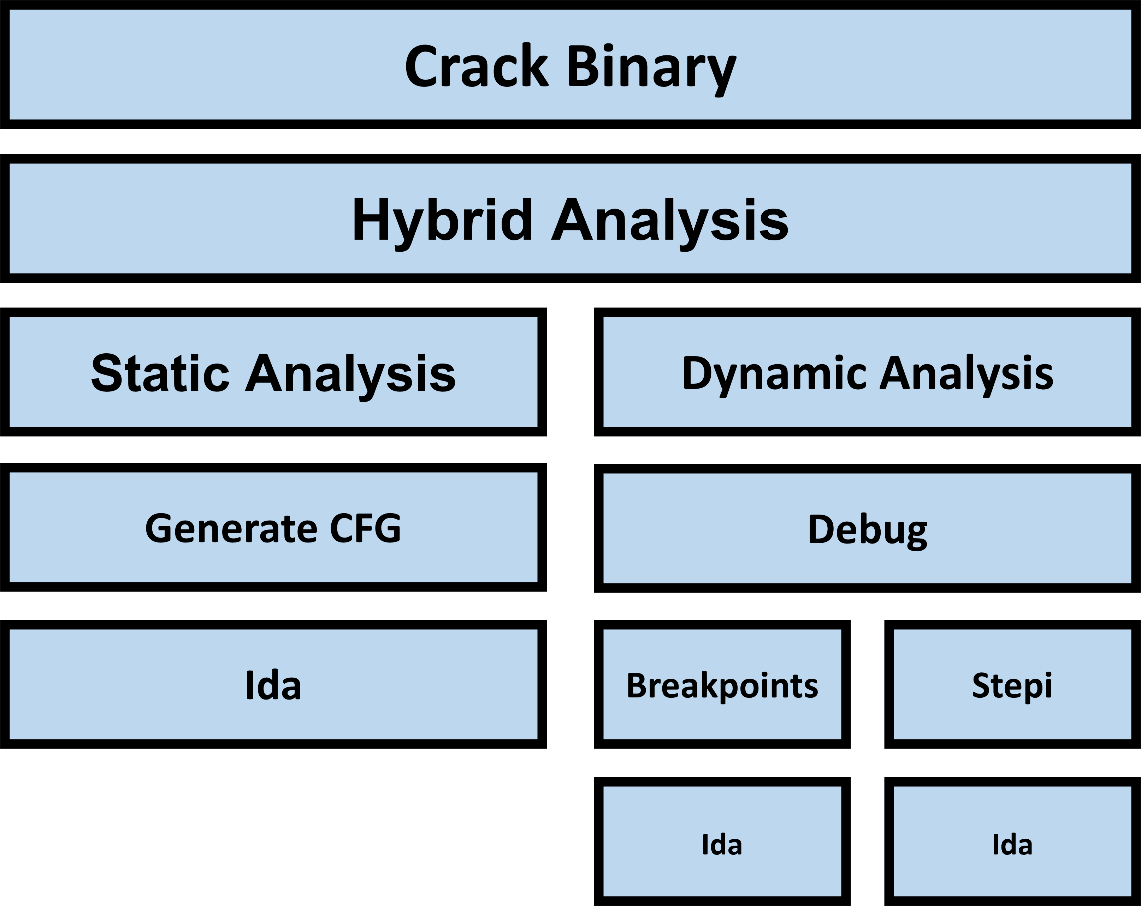 Crack Binary
Hybrid Analysis
Static Analysis
Dynamic Analysis
Generate CFG
Debug
Ida
Breakpoints
Stepi
Ida
Ida